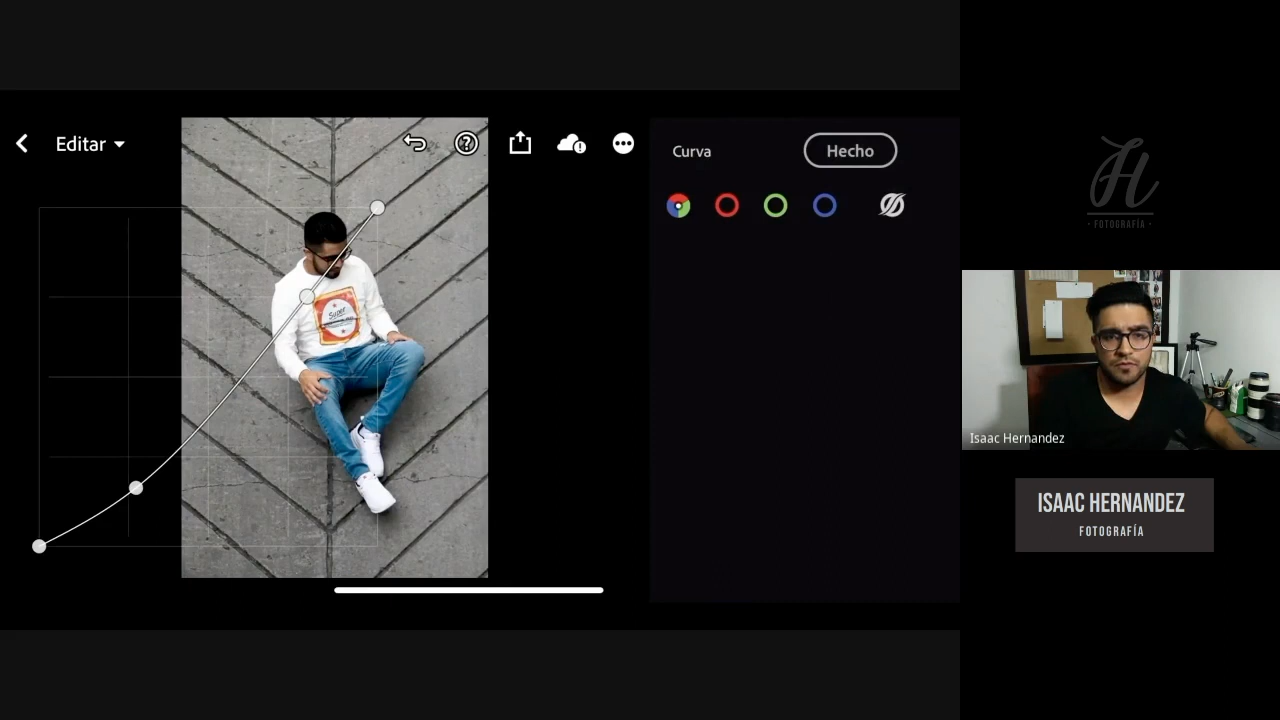 Editar
Curva
Hecho
Super
H
· FOTOGRAFÍA ·
Isaac Hernandez
ISAAC HERNANDEZ
FOTOGRAFÍA